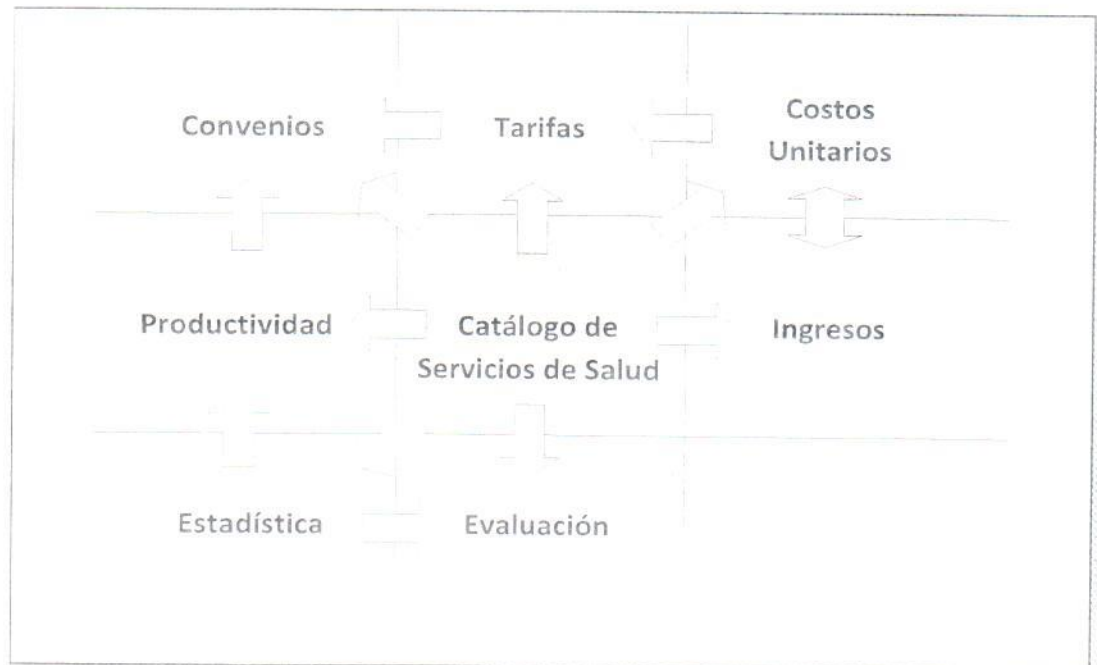 Convenios
Tarifas
Costos
Unitarios
Productividad
Catálogo de
Servicios de Salud
Ingresos
Estadística
Evaluación